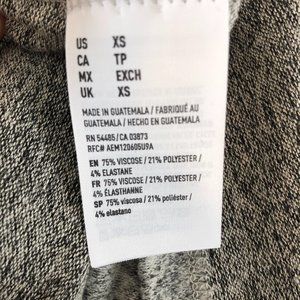 US XS
CA TP
MX EXCH
UK XS
MADE IN GUATEMALA / FABRIQUÉ AU
GUATEMALA / HECHO EN GUATEMALA
RN 54485 / CA 03873
RFC# AEM120605U9A
EN 75% VISCOSE / 21% POLYESTER /
4% ELASTANE
FR 75% VISCOSE / 21% POLYESTER /
4% ÉLASTHANNE
SP 75% viscosa / 21% poliéster /
4% elastano